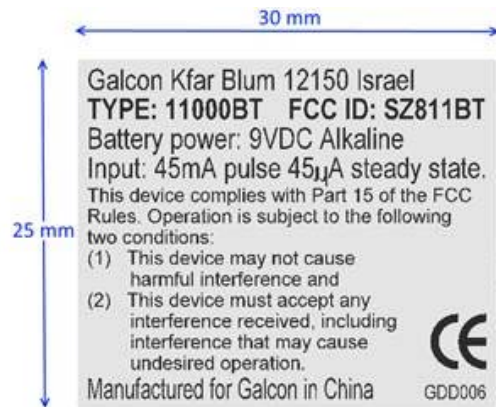 30 mm
25 mm
Galcon Kfar Blum 12150 Israel
TYPE: 11000BT FCC ID: SZ811BT
Battery power: 9VDC Alkaline
Input: 45mA pulse 45µA steady state.
This device complies with Part 15 of the FCC
Rules. Operation is subject to the following
two conditions:
(1) This device may not cause
harmful interference and
(2) This device must accept any
interference received, including
interference that may cause
undesired operation.
CE
Manufactured for Galcon in China GDD006